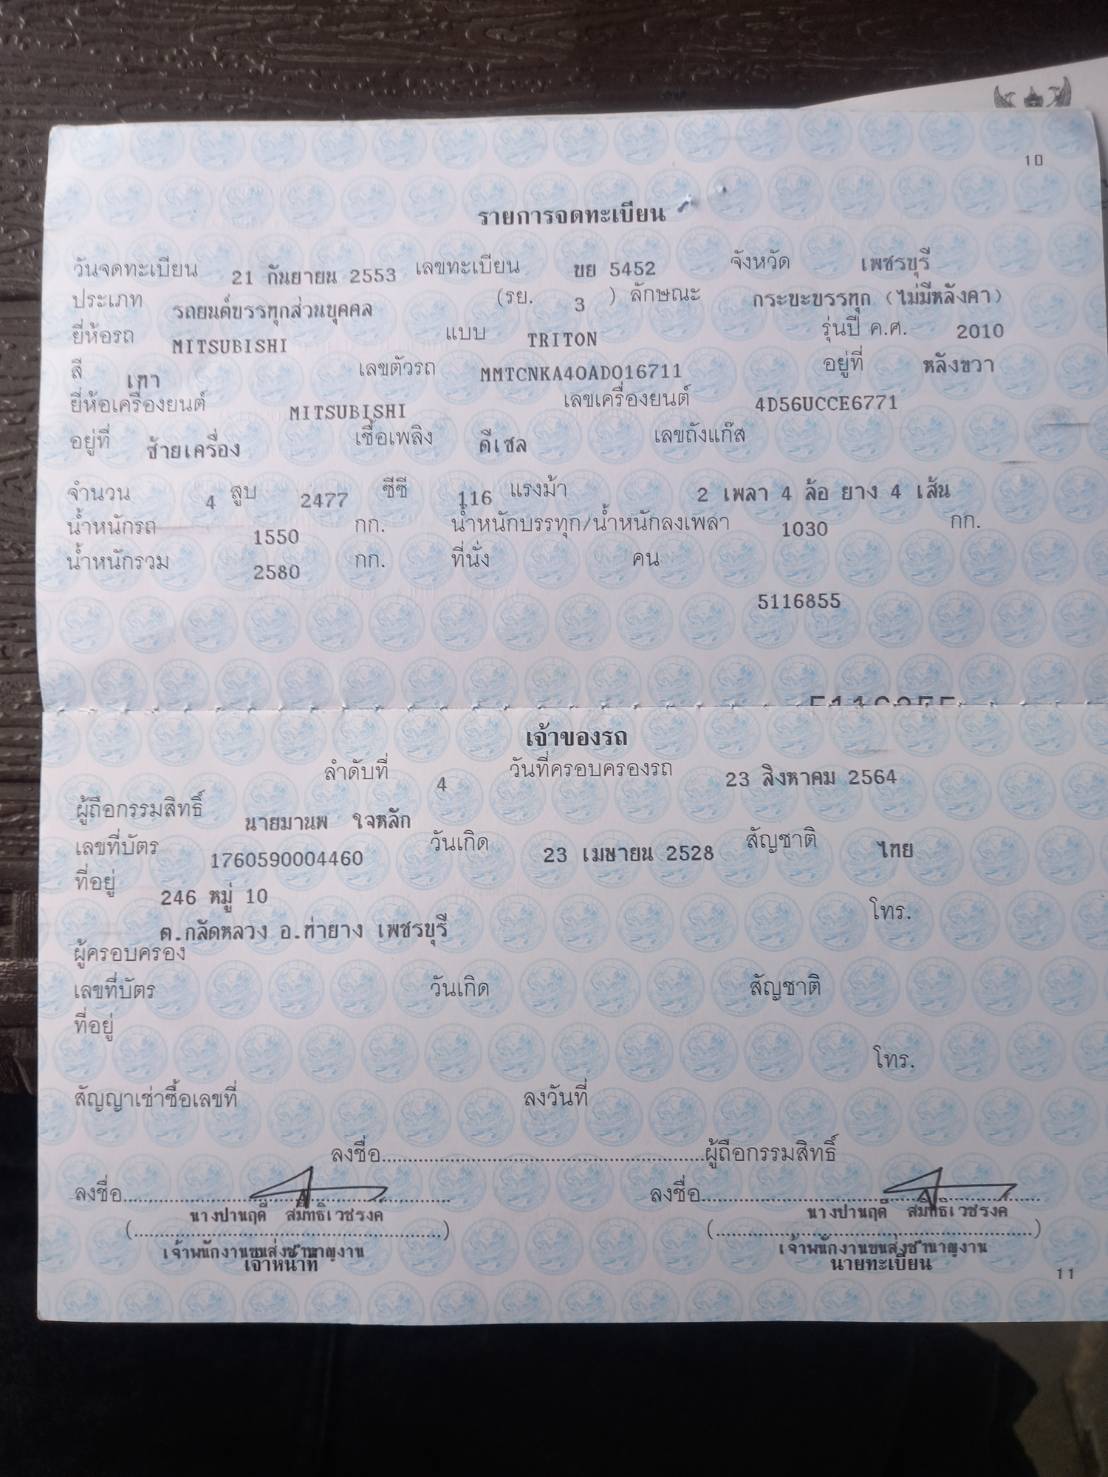 10
รายการจดทะเบียน
วันจดทะเบียน 21 กันยายน 2553 เลขทะเบียน ขย 5452 จังหวัด เพชรบุรี
ประเภท รถยนต์บรรทุกส่วนบุคคล (รย. 3 ) ลักษณะ กระบะบรรทุก (ไม่มีหลังคา)
ยี่ห้อรถ MITSUBISHI แบบ TRITON รุ่นปี ค.ศ. 2010
สี เทา เลขตัวรถ MMTCNKA40AD016711 อยู่ที่ หลังขวา
ยี่ห้อเครื่องยนต์ MITSUBISHI เลขเครื่องยนต์ 4D56UCCE6771
อยู่ที่ ซ้ายเครื่อง เชื้อเพลิง ดีเซล เลขถังแก๊ส
จำนวน 4 สูบ 2477 ซีซี 116 แรงม้า 2 เพลา 4 ล้อ ยาง 4 เส้น
น้ำหนักรถ 1550 กก. น้ำหนักบรรทุก/น้ำหนักลงเพลา 1030 กก.
น้ำหนักรวม 2580 กก. ที่นั่ง คน
5116855
เจ้าของรถ
ลำดับที่ 4 วันที่ครอบครองรถ 23 สิงหาคม 2564
ผู้ถือกรรมสิทธิ์ นายมานพ ใจหลัก
เลขที่บัตร 1760590004460 วันเกิด 23 เมษายน 2528 สัญชาติ ไทย
ที่อยู่ 246 หมู่ 10 โทร.
ต.กลัดหลวง อ.ท่ายาง เพชรบุรี
ผู้ครอบครอง
เลขที่บัตร วันเกิด สัญชาติ
ที่อยู่
โทร.
สัญญาเช่าซื้อเลขที่ ลงวันที่
ลงชื่อ ผู้ถือกรรมสิทธิ์
ลงชื่อ ลงชื่อ
นางปานฤดี สมิทธิเวชรงค นางปานฤดี สมิทธิเวชรงค
( ) ( )
เจ้าพนักงานขนส่งชำนาญงาน เจ้าพนักงานขนส่งชำนาญงาน
เจ้าหน้าที่ นายทะเบียน
11